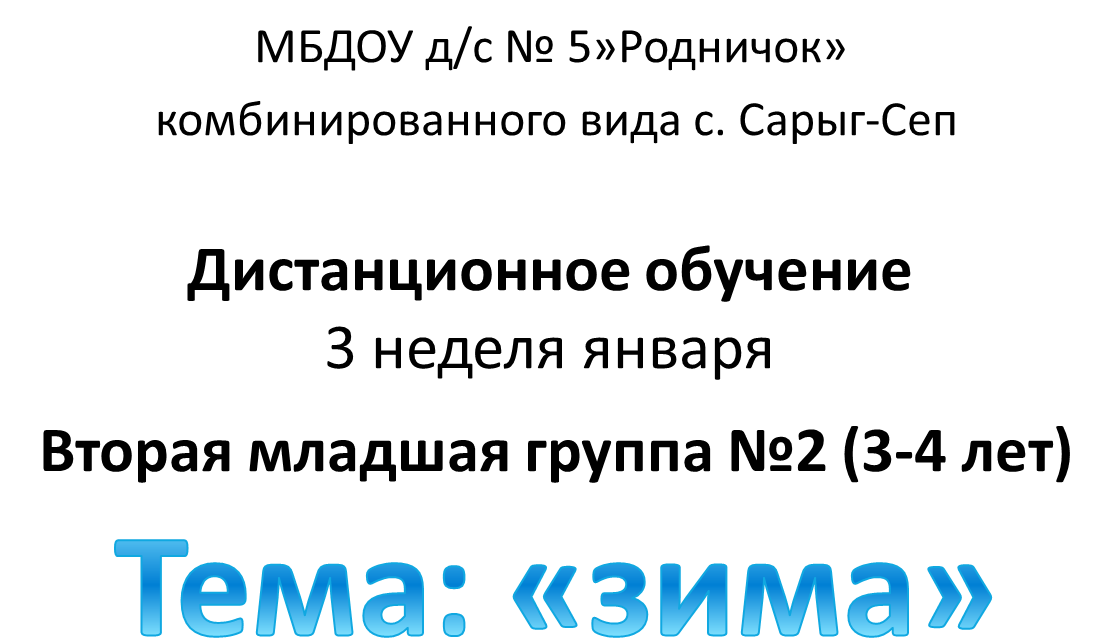 МБДОУ д/с № 5»Родничок»
комбинированного вида с. Сарыг-Сеп
Дистанционное обучение
3 неделя января
Вторая младшая группа №2 (3-4 лет)
Тема: «зима»